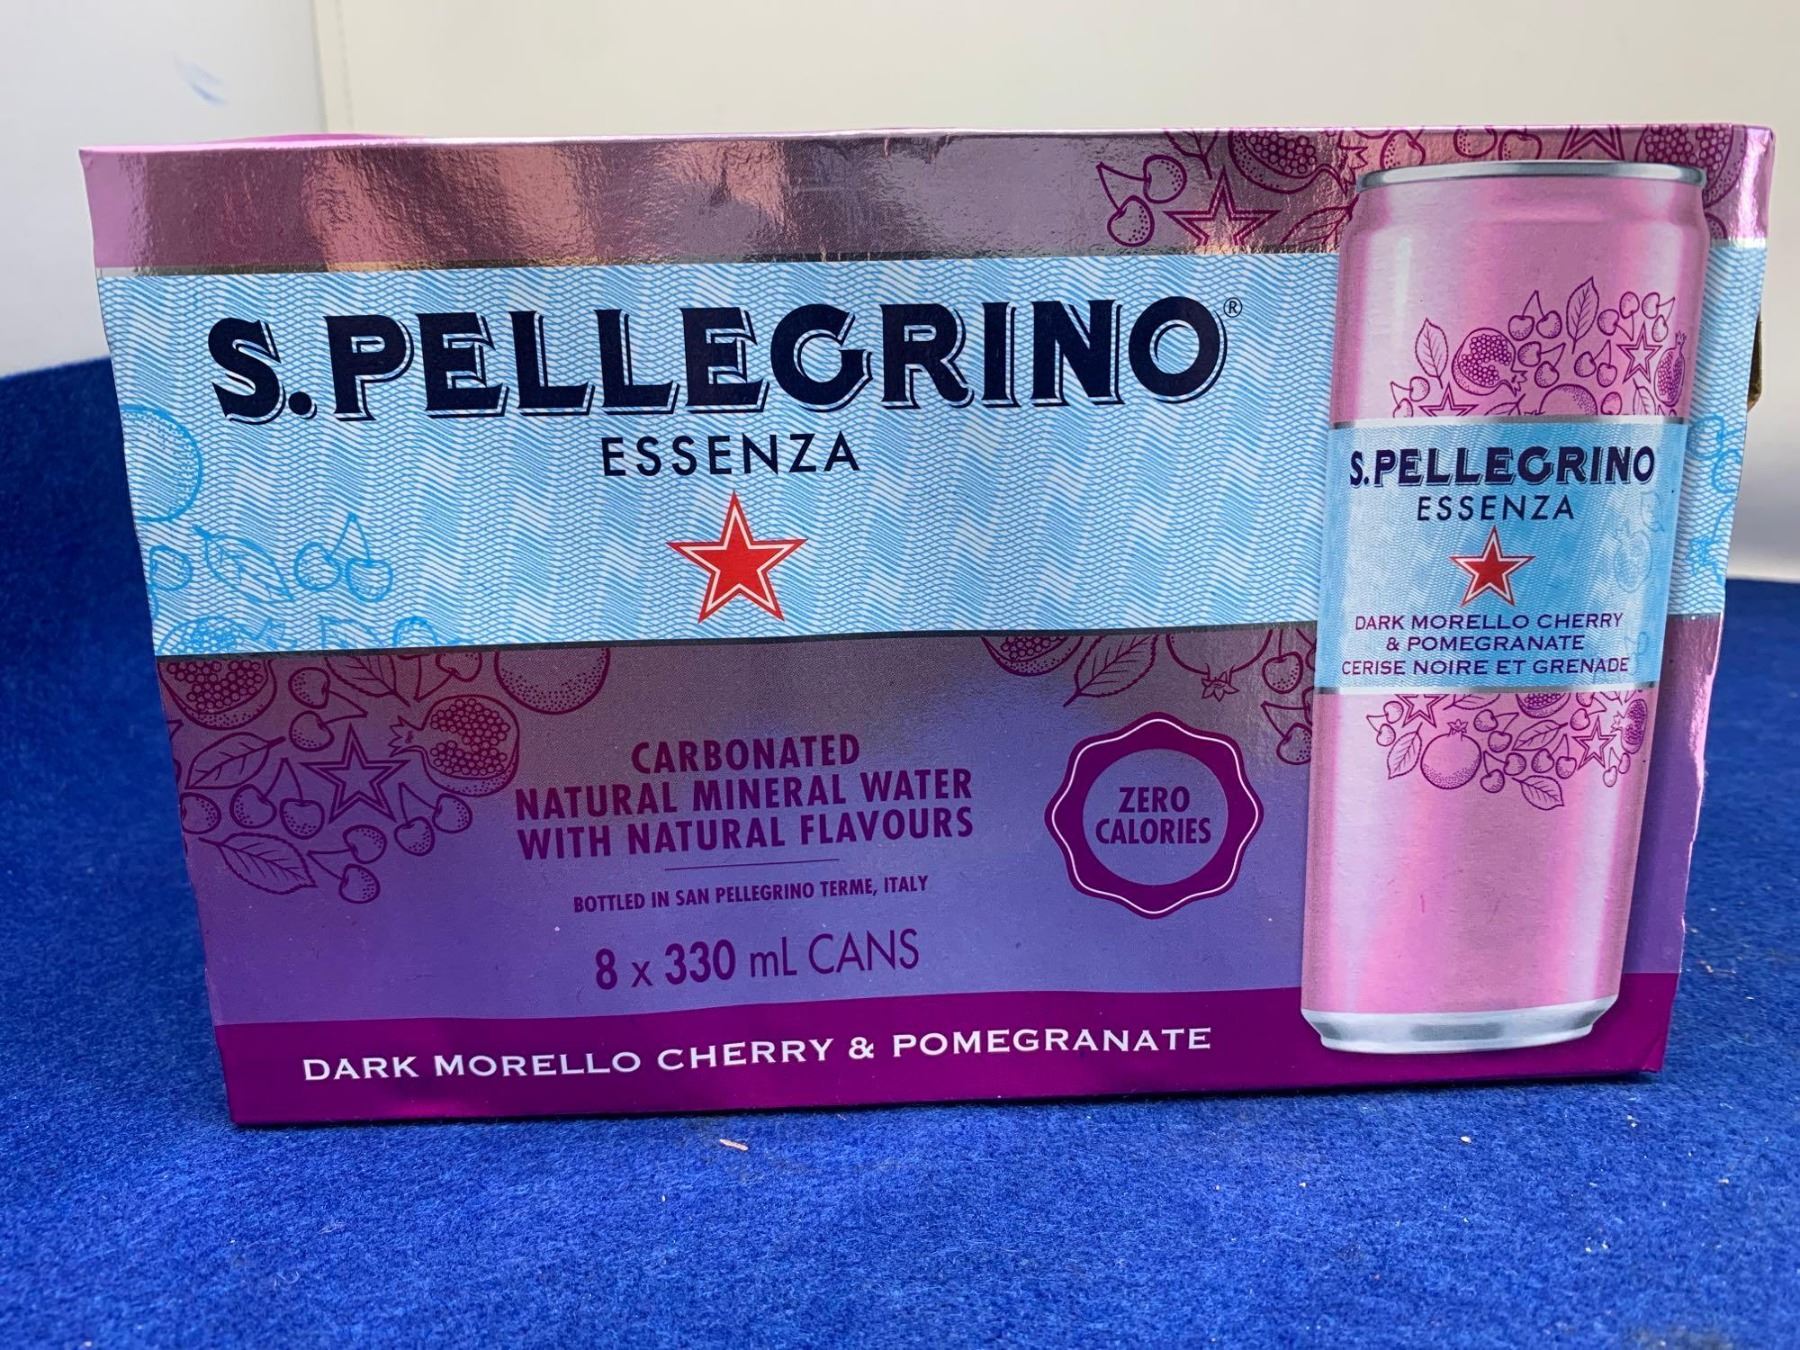 S.PELLEGRINO®
ESSENZA
CARBONATED
NATURAL MINERAL WATER
WITH NATURAL FLAVOURS
BOTTLED IN SAN PELLEGRINO TERME, ITALY
8 x 330 mL CANS
ZERO
CALORIES
DARK MORELLO CHERRY & POMEGRANATE
S.PELLEGRINO
ESSENZA
DARK MORELLO CHERRY
& POMEGRANATE
CERISE NOIRE ET GRENADE